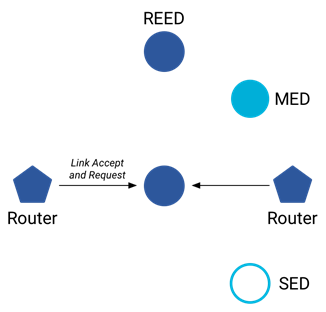 REED
MED
Link Accept
and Request
Router
Router
SED